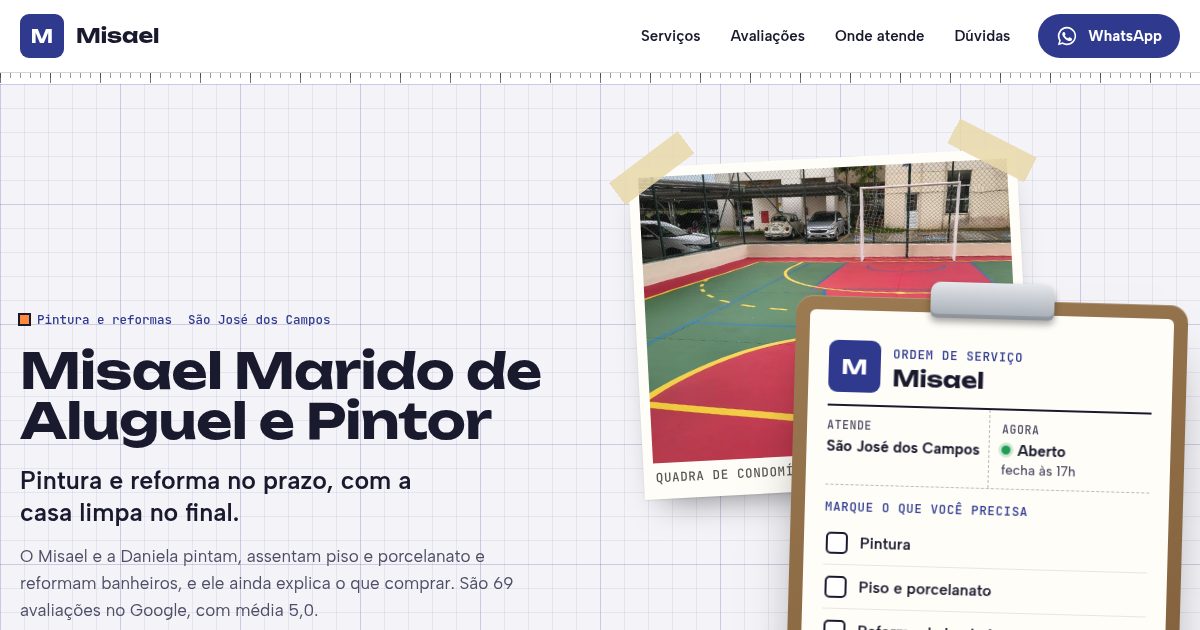 M Misael
Serviços Avaliações Onde atende Dúvidas WhatsApp
Pintura e reformas São José dos Campos
Misael Marido de
Aluguel e Pintor
Pintura e reforma no prazo, com a
casa limpa no final.
O Misael e a Daniela pintam, assentam piso e porcelanato e
reformam banheiros, e ele ainda explica o que comprar. São 69
avaliações no Google, com média 5,0.
QUADRA DE CONDOMÍ
M
ORDEM DE SERVIÇO
Misael
ATENDE
São José dos Campos
AGORA
Aberto
fecha às 17h
MARQUE O QUE VOCÊ PRECISA
Pintura
Piso e porcelanato